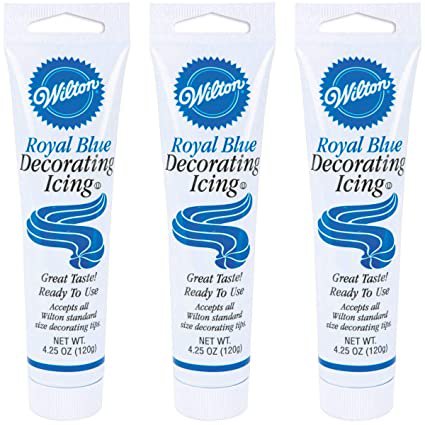 Wilton
Royal Blue
Decorating
Icing
Great Taste!
Ready To Use
Accepts all
Wilton standard
size decorating tips.
NET WT.
4.25 OZ (120g)
Wilton
Royal Blue
Decorating
Icing
Great Taste!
Ready To Use
Accepts all
Wilton standard
size decorating tips.
NET WT.
4.25 OZ (120g)
Wilton
Royal Blue
Decorating
Icing
Great Taste!
Ready To Use
Accepts all
Wilton standard
size decorating tips.
NET WT.
4.25 OZ (120g)